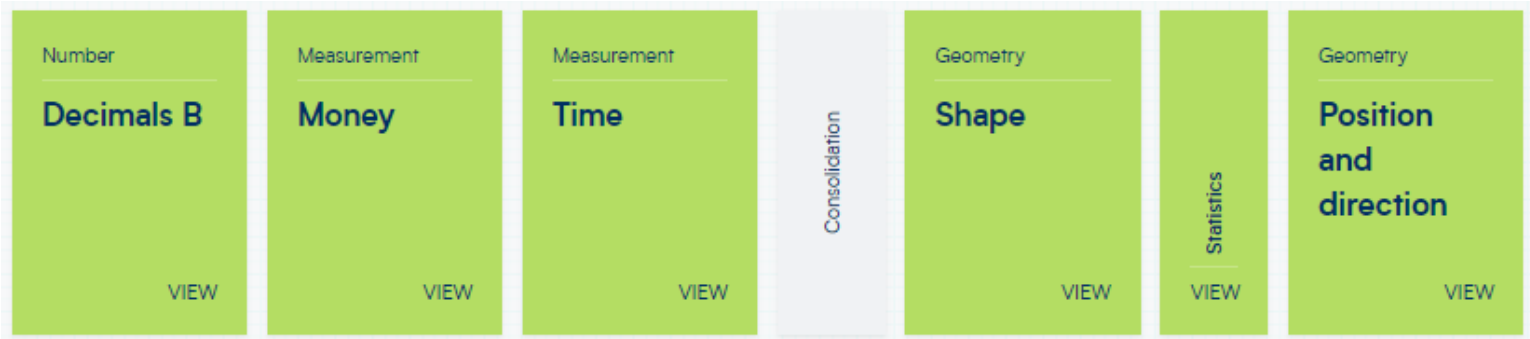 Number
Decimals B
VIEW
Measurement
Money
VIEW
Measurement
Time
VIEW
Consolidation
Geometry
Shape
VIEW
Statistics
VIEW
Geometry
Position
and
direction
VIEW